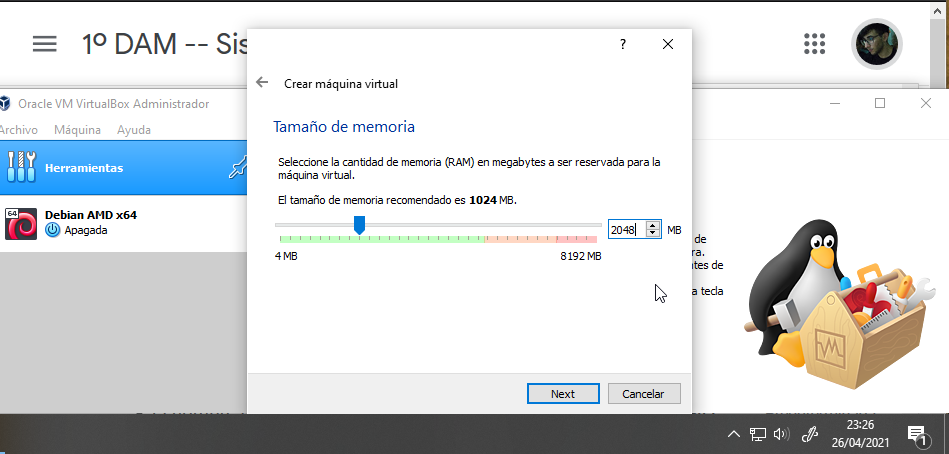 1º DAM -- Sis
?
Oracle VM VirtualBox Administrador
Crear máquina virtual
Archivo Máquina Ayuda
Tamaño de memoria
Herramientas
Seleccione la cantidad de memoria (RAM) en megabytes a ser reservada para la
máquina virtual.
El tamaño de memoria recomendado es 1024 MB.
64
Debian AMD x64
Apagada
2048 MB
4 MB 8192 MB
de
ra.
ntes de
a tecla
Next Cancelar
23:26
26/04/2021
1